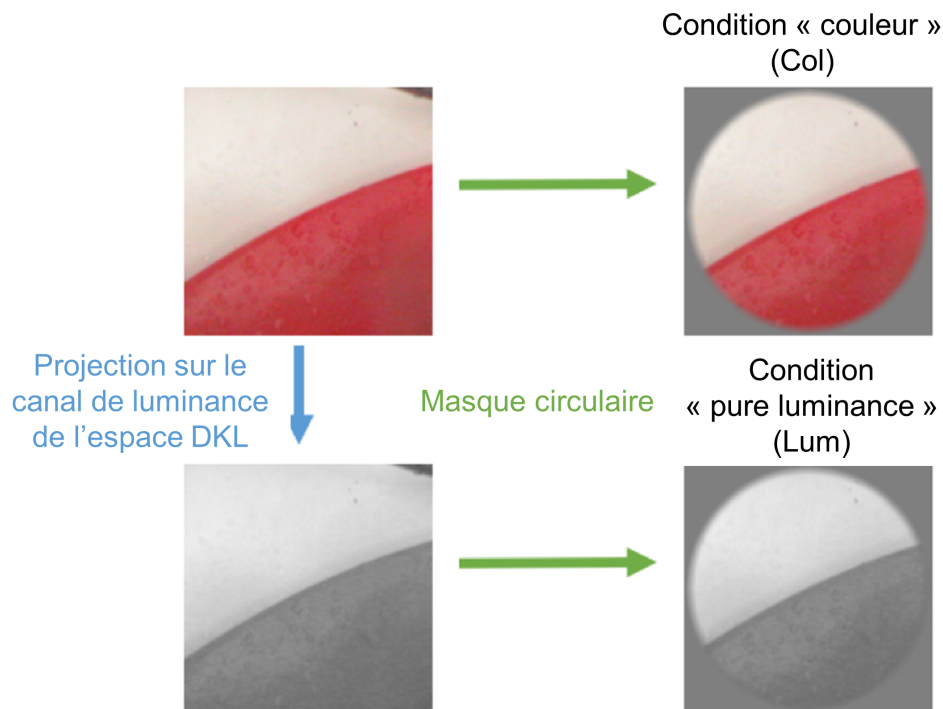 Condition « couleur »
(Col)
Projection sur le
canal de luminance
de l'espace DKL
Masque circulaire
Condition
« pure luminance »
(Lum)